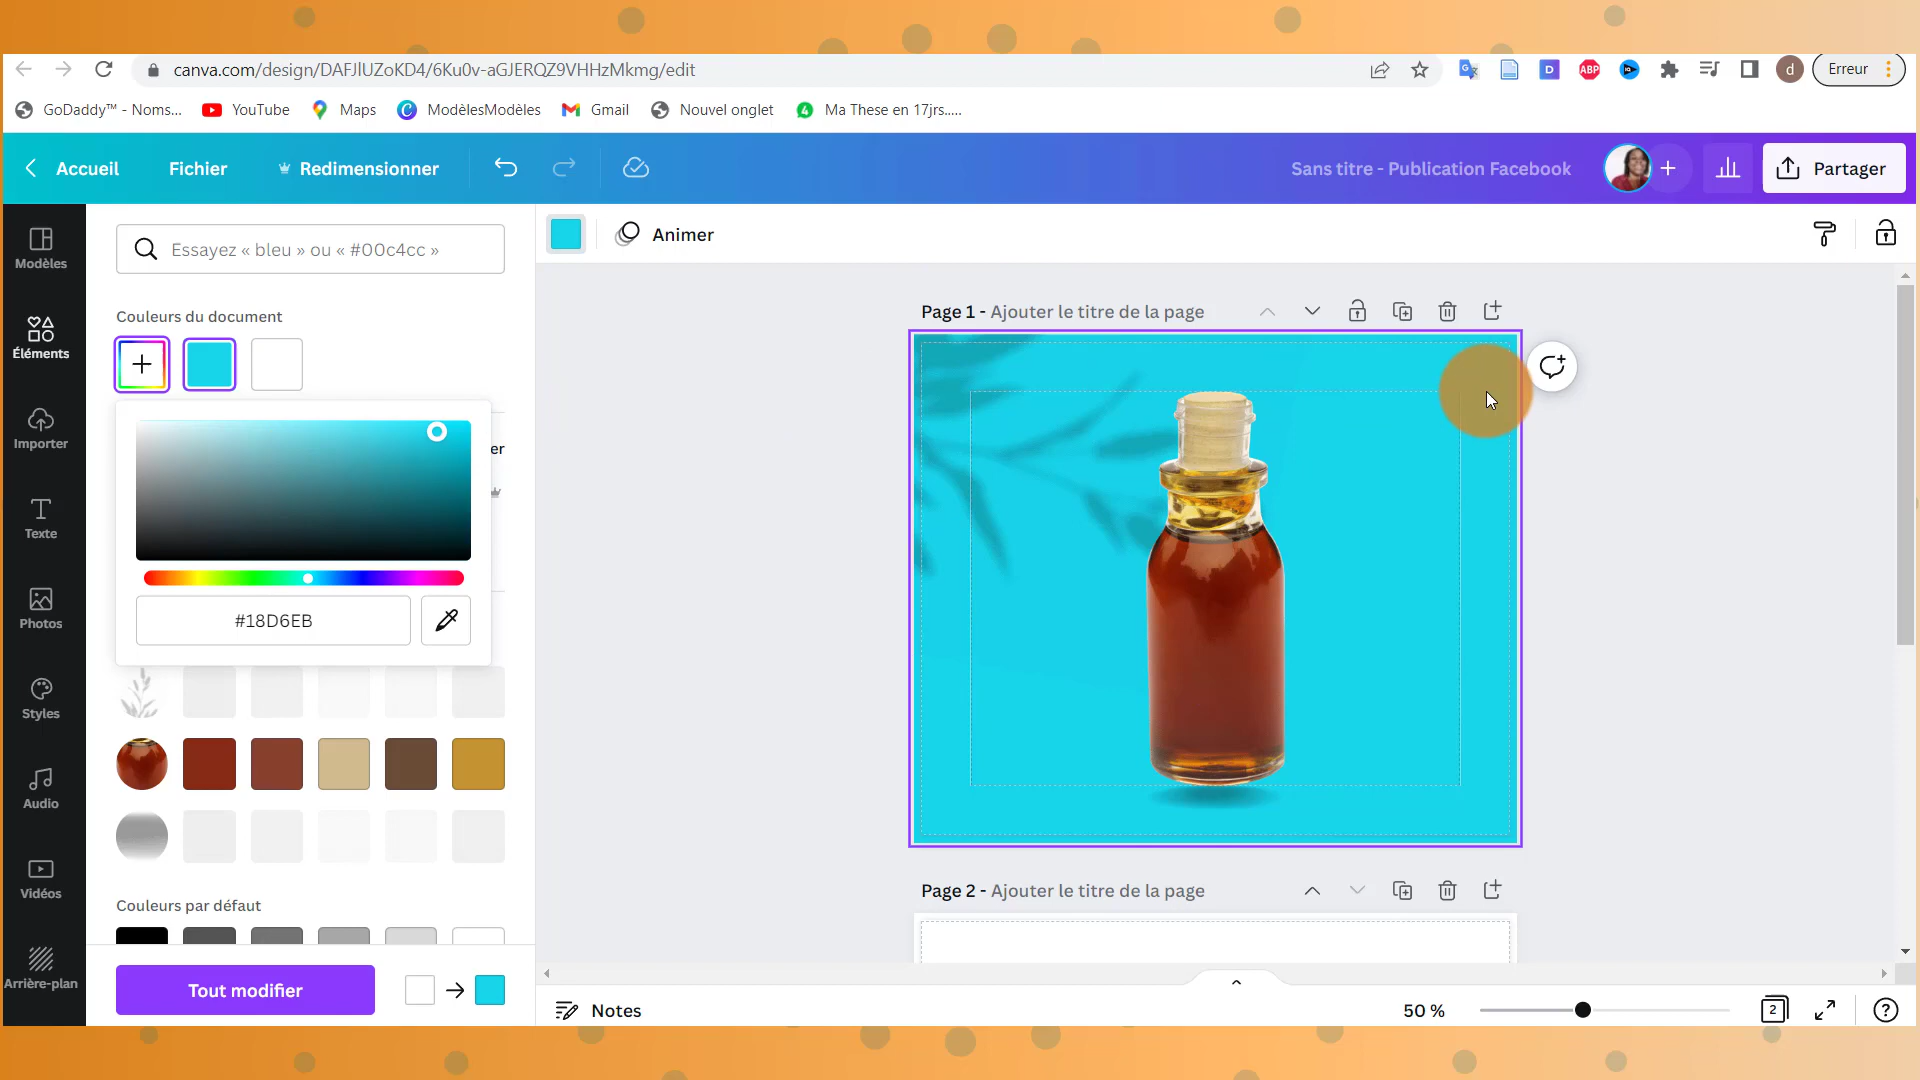 canva.com/design/DAFJlUZoKD4/6Ku0v-aGJERQZ9VHHzMkmg/edit
ABP
d
Erreur
GoDaddy™ - Noms...
YouTube
Maps
ModèlesModèles
Gmail
Nouvel onglet
Ma These en 17jrs.....
Accueil
Fichier
Redimensionner
Sans titre - Publication Facebook
Partager
Modèles
Éléments
Importer
Texte
Photos
Styles
Audio
Vidéos
Arrière-plan
Essayez « bleu » ou « #00c4cc »
Couleurs du document
er
#18D6EB
Couleurs par défaut
Tout modifier
Animer
Page 1 - Ajouter le titre de la page
Page 2 - Ajouter le titre de la page
Notes
50 %
2